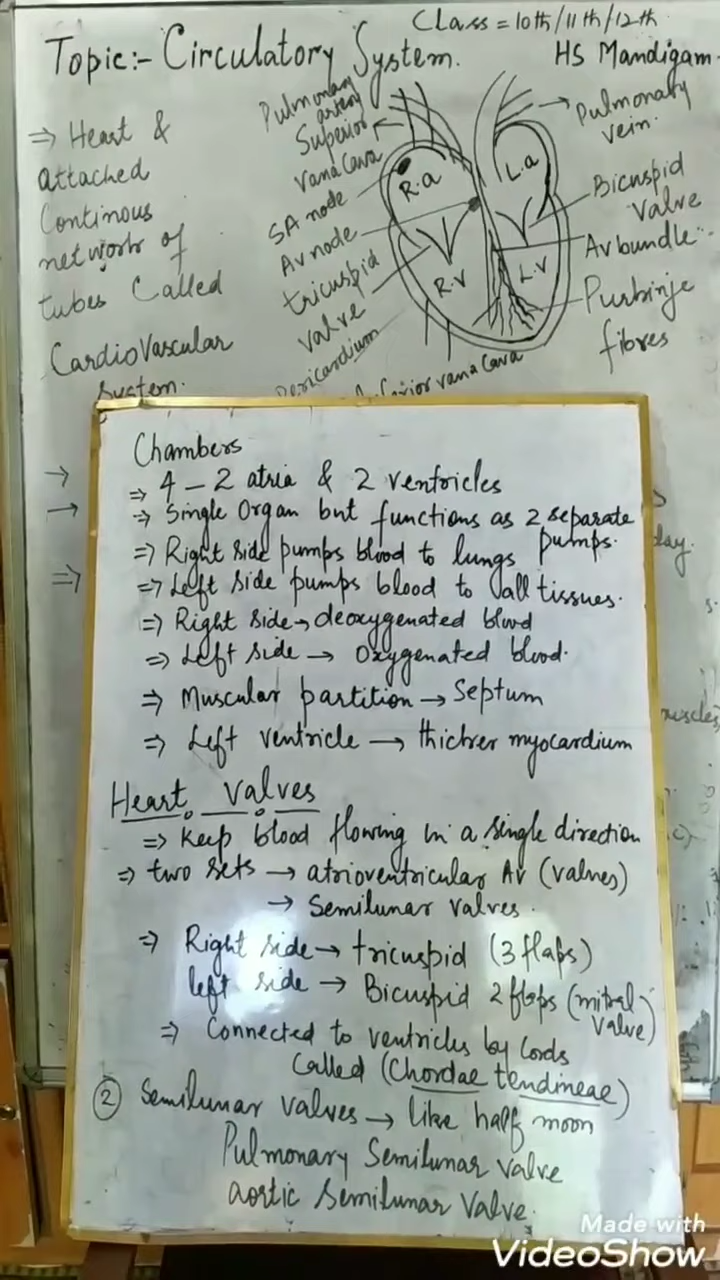 Class = 10th/11th/12th
Topic:- Circulatory System.
HS Mandigam
⇒ Heart &
attached
Continous
network of
tubes Called
CardioVascular
System.
Pulmonary
artery
Superior
vana Cava
SA node
Av node
tricuspid
valve
Pericardium
R.a
L.a
R.V
L.V
Pulmonary
vein.
Bicuspid
Valve
Av bundle
Purkinje
fibres
vana Cava
Chambers
⇒ 4 - 2 atria & 2 ventricles
⇒ Single Organ but functions as 2 separate
pumps.
⇒ Right side pumps blood to lungs
⇒ Left side pumps blood to all tissues.
⇒ Right side → deoxygenated blood
⇒ Left side → Oxygenated blood.
⇒ Muscular partition → Septum
⇒ Left ventricle → thicker myocardium
Heart valves
⇒ Keep blood flowing in a single direction
⇒ two sets → atrioventricular AV (valves)
→ Semilunar valves.
⇒ Right side → tricuspid (3 flaps)
left side → Bicuspid 2 flaps (mitral
valve)
⇒ Connected to ventricles by Cords
Called (Chordae tendineae)
② Semilunar valves → like half moon
Pulmonary Semilunar valve
aortic Semilunar Valve.
day.
muscles
Made with
VideoShow